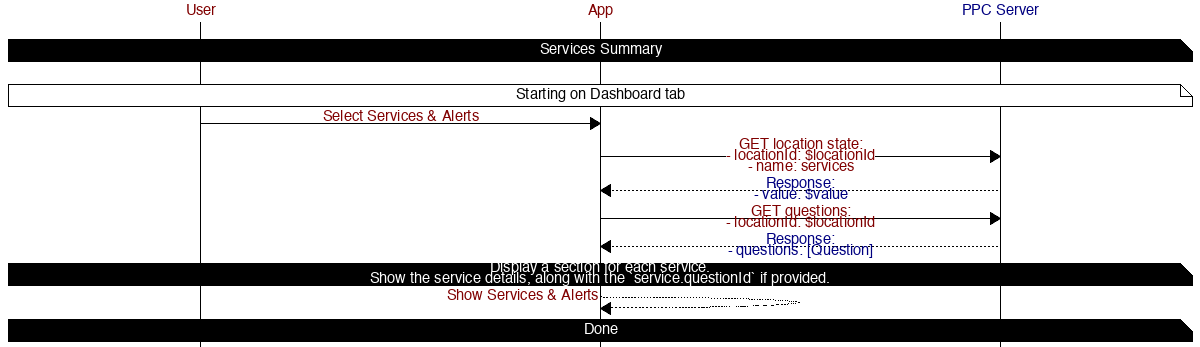 User
App
PPC Server
Services Summary
Starting on Dashboard tab
Select Services & Alerts
GET location state:
- locationId: $locationId
- name: services
Response:
- value: $value
GET questions:
- locationId: $locationId
Response:
- questions: [Question]
Display a section for each service.
Show the service details, along with the `service.questionId` if provided.
Show Services & Alerts
Done